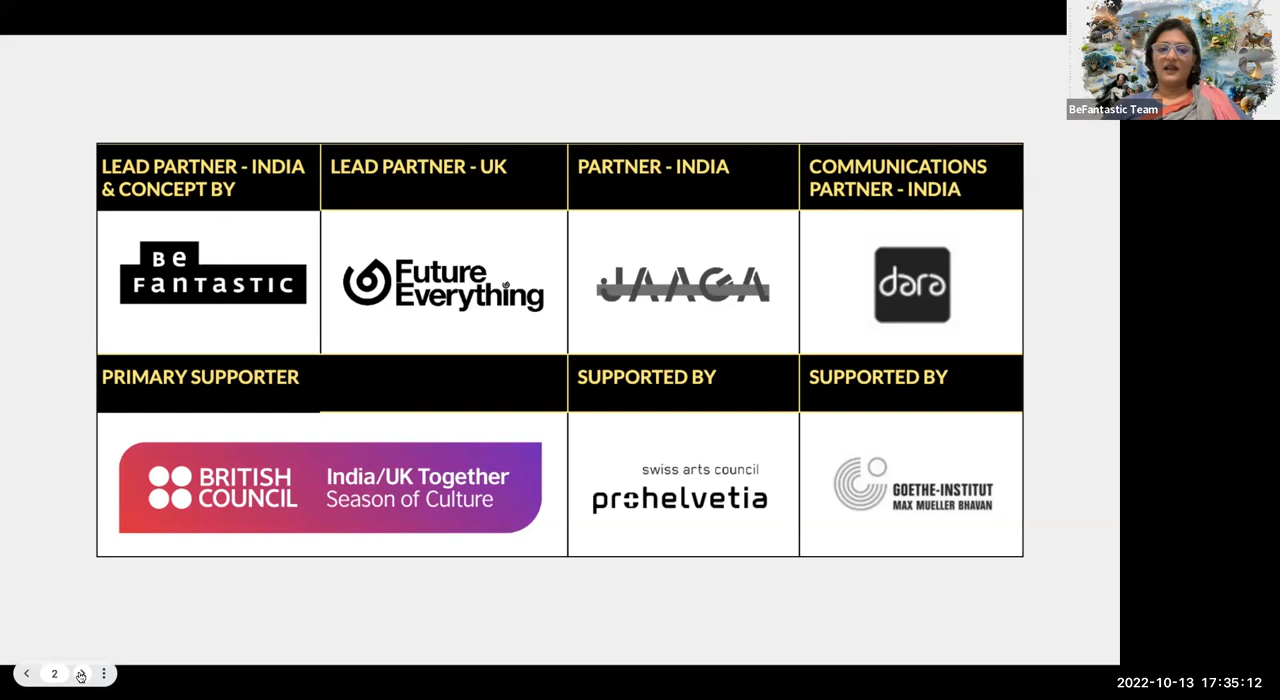 BeFantastic Team
LEAD PARTNER - INDIA
& CONCEPT BY
LEAD PARTNER - UK
PARTNER - INDIA
COMMUNICATIONS
PARTNER - INDIA
Be
Fantastic
Future
Everything
JAAGA
dara
PRIMARY SUPPORTER
SUPPORTED BY
SUPPORTED BY
BRITISH
COUNCIL
India/UK Together
Season of Culture
swiss arts council
prohelvetia
GOETHE-INSTITUT
MAX MUELLER BHAVAN
2
2022-10-13 17:35:12